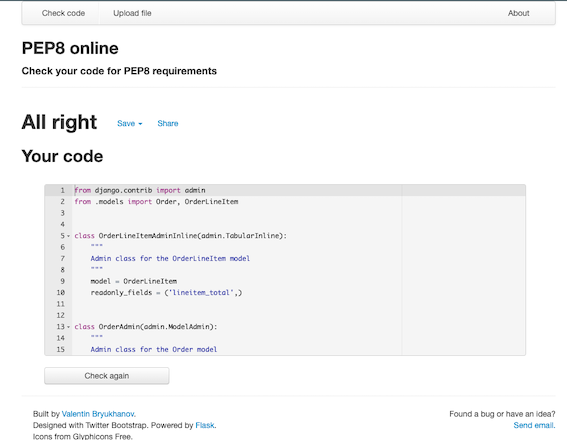 Check code Upload file About
PEP8 online
Check your code for PEP8 requirements
All right Save Share
Your code
1 from django.contrib import admin
2 from .models import Order, OrderLineItem
3
4
5 class OrderLineItemAdminInline(admin.TabularInline):
6     """
7     Admin class for the OrderLineItem model
8     """
9     model = OrderLineItem
10     readonly_fields = ('lineitem_total',)
11
12
13 class OrderAdmin(admin.ModelAdmin):
14     """
15     Admin class for the Order model
Check again
Built by Valentin Bryukhanov. Found a bug or have an idea?
Designed with Twitter Bootstrap. Powered by Flask. Send email.
Icons from Glyphicons Free.